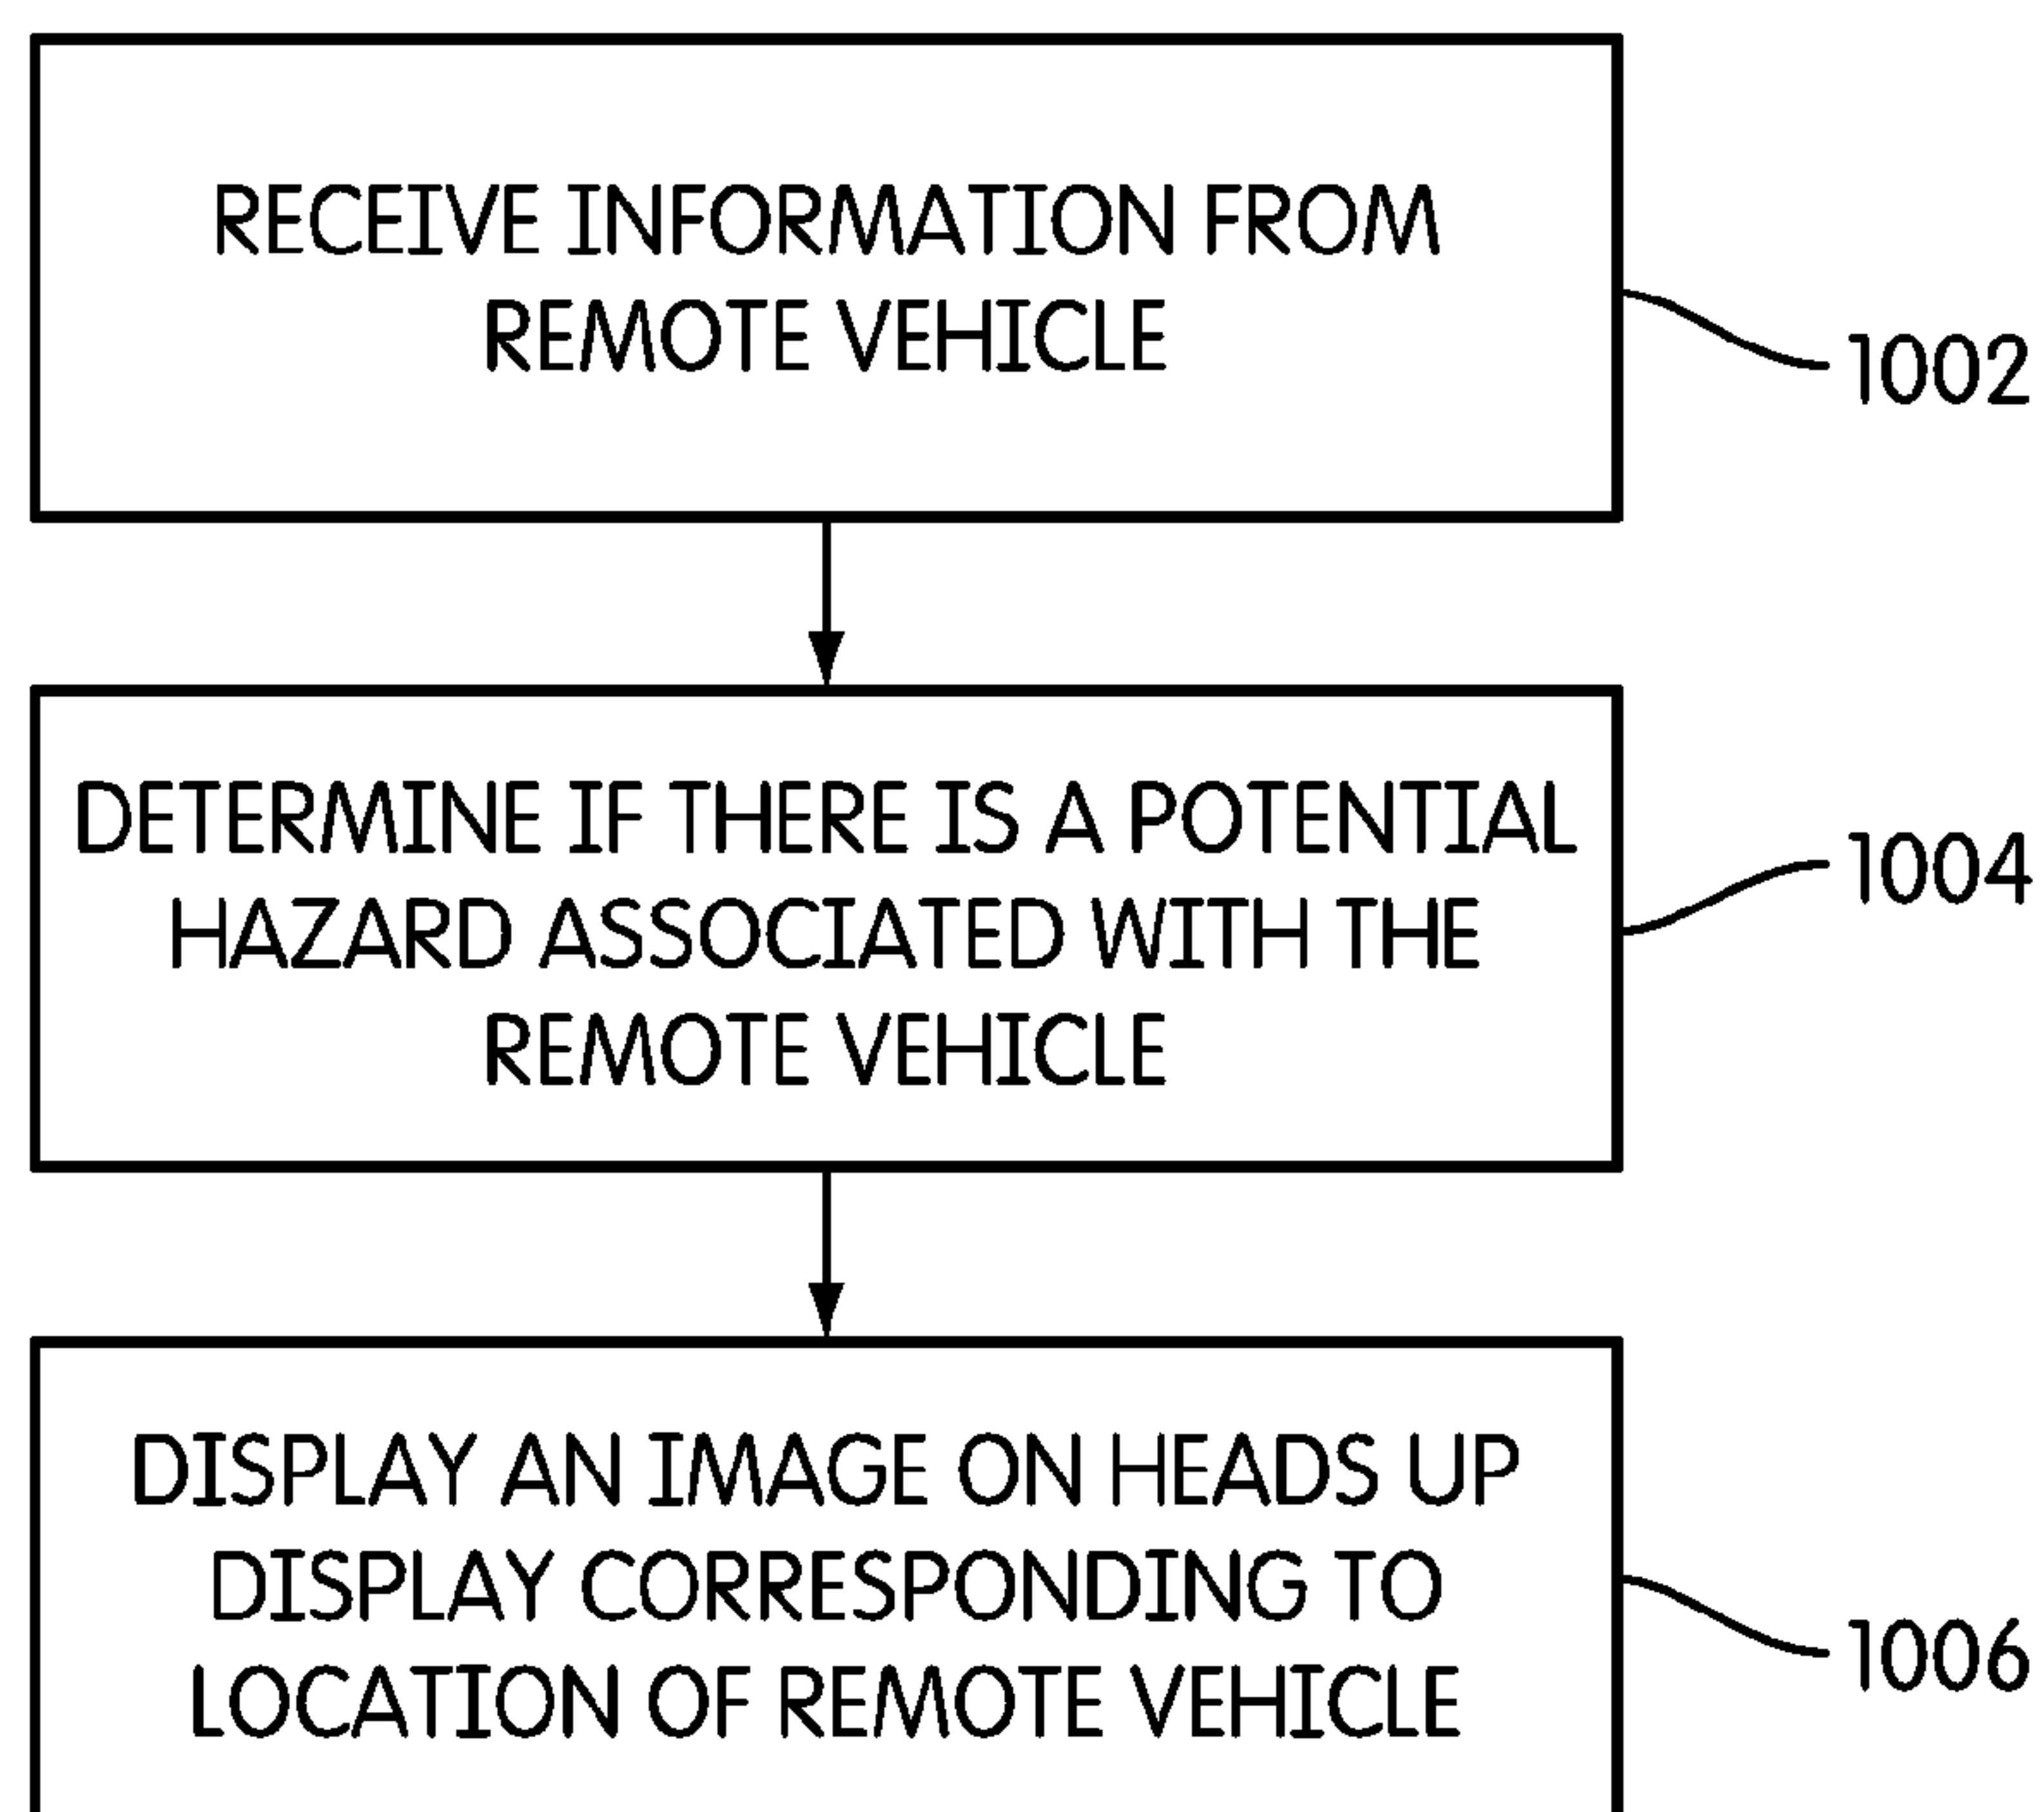 RECEIVE INFORMATION FROM
REMOTE VEHICLE
1002
DETERMINE IF THERE IS A POTENTIAL
HAZARD ASSOCIATED WITH THE
REMOTE VEHICLE
1004
DISPLAY AN IMAGE ON HEADS UP
DISPLAY CORRESPONDING TO
LOCATION OF REMOTE VEHICLE
1006